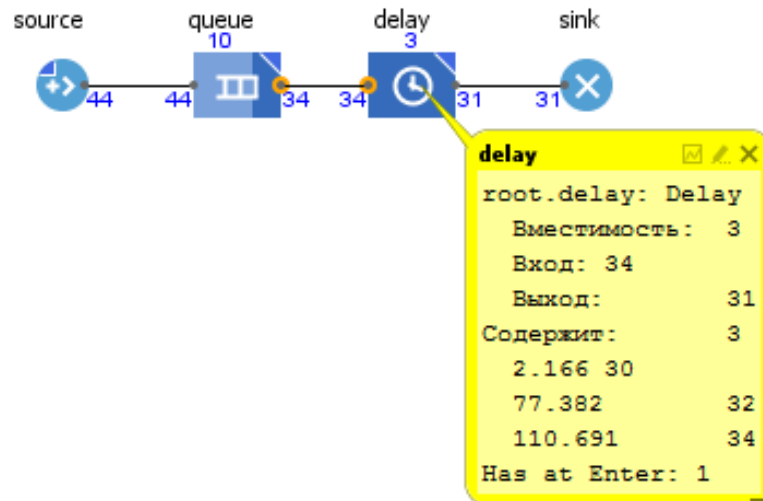 source queue delay sink
10 3
44 44 34 34 31 31
delay
root.delay: Delay
Вместимость: 3
Вход: 34
Выход: 31
Содержит: 3
2.166 30
77.382 32
110.691 34
Has at Enter: 1